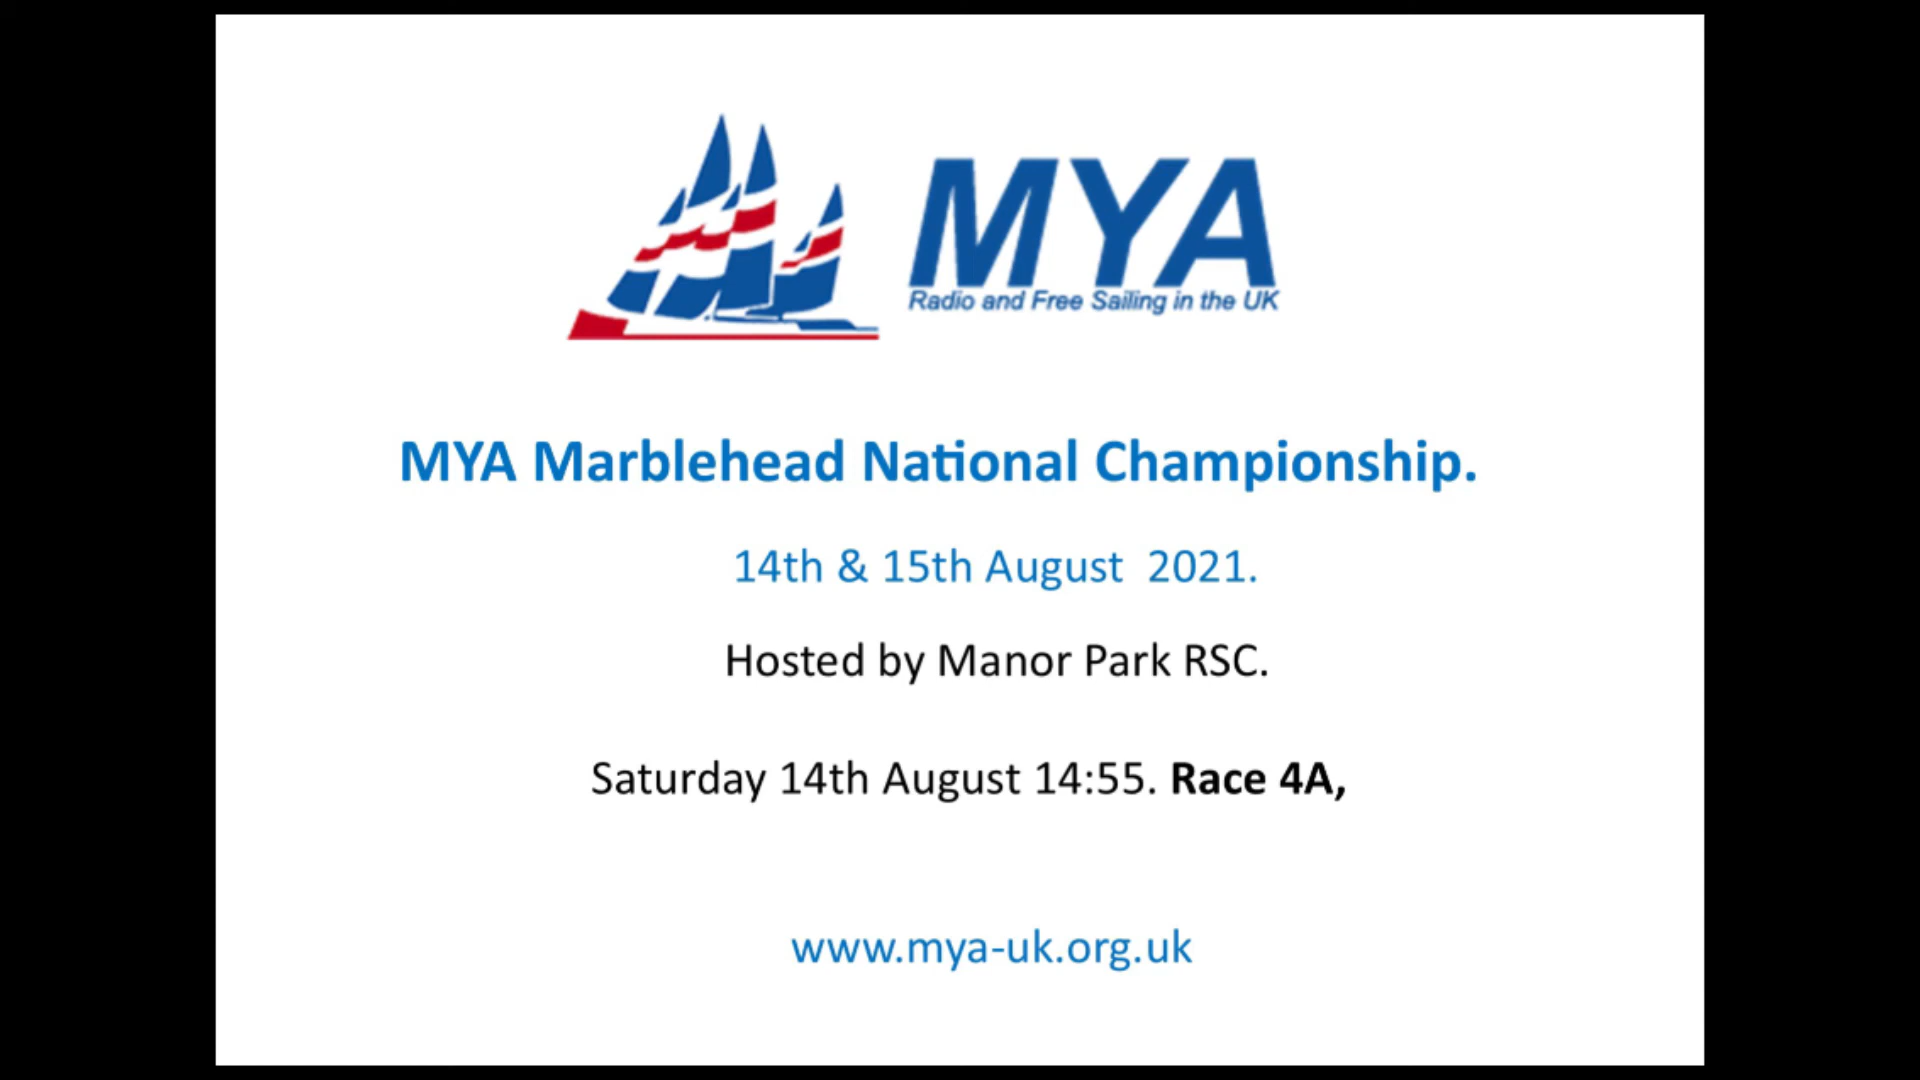 MYA
Radio and Free Sailing in the UK
MYA Marblehead National Championship.
14th & 15th August  2021.
Hosted by Manor Park RSC.
Saturday 14th August 14:55. Race 4A,
www.mya-uk.org.uk